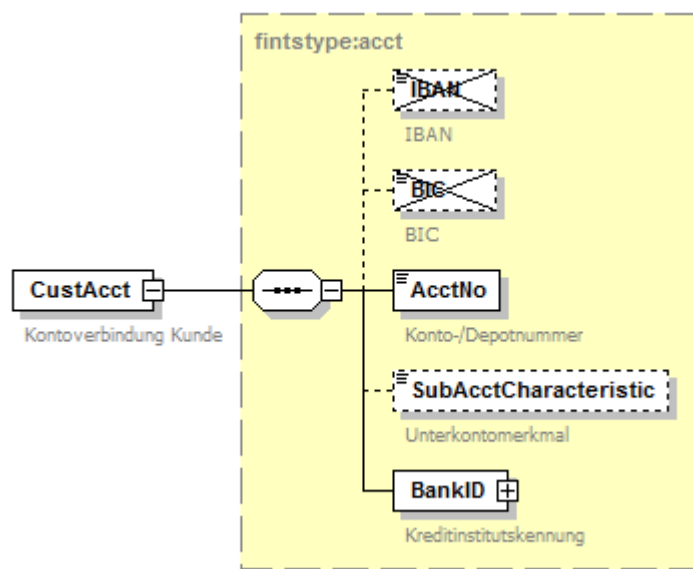 fintstype:acct
IBAN
IBAN
BIC
BIC
CustAcct
Kontoverbindung Kunde
AcctNo
Konto-/Depotnummer
SubAcctCharacteristic
Unterkontomerkmal
BankID
Kreditinstitutskennung